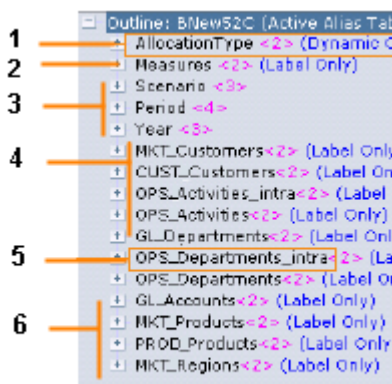 Outline: BNew52C (Active Alias Tab
1 AllocationType <2> (Dynamic C
2 Measures <2> (Label Only)
3 Scenario <3>
Period <4>
Year <3>
4 MKT_Customers<2> (Label Only
CUST_Customers<2> (Label On
OPS_Activities_intra<2> (Label
OPS_Activities<2> (Label Only)
GL_Departments<2> (Label Onl
5 OPS_Departments_intra<2> (La
OPS_Departments<2> (Label O
GL_Accounts<2> (Label Only)
6 MKT_Products<2> (Label Only)
PROD_Products<2> (Label Only
MKT_Regions<2> (Label Only)